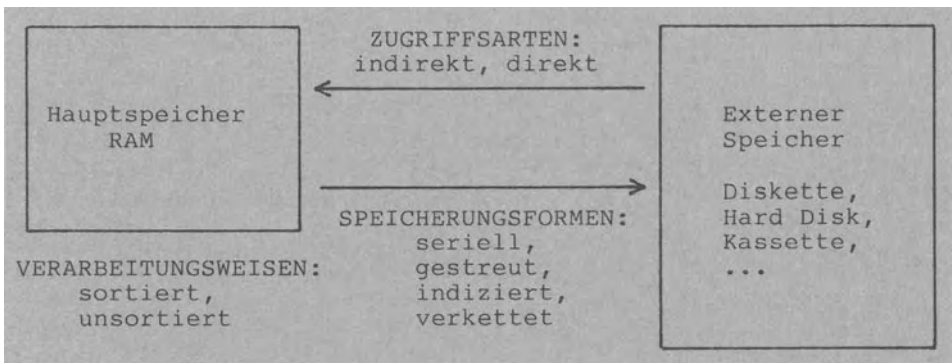 ZUGRIFFSARTEN:
indirekt, direkt
Hauptspeicher
RAM
Externer
Speicher
Diskette,
Hard Disk,
Kassette,
...
SPEICHERUNGSFORMEN:
seriell,
gestreut,
indiziert,
verkettet
VERARBEITUNGSWEISEN:
sortiert,
unsortiert